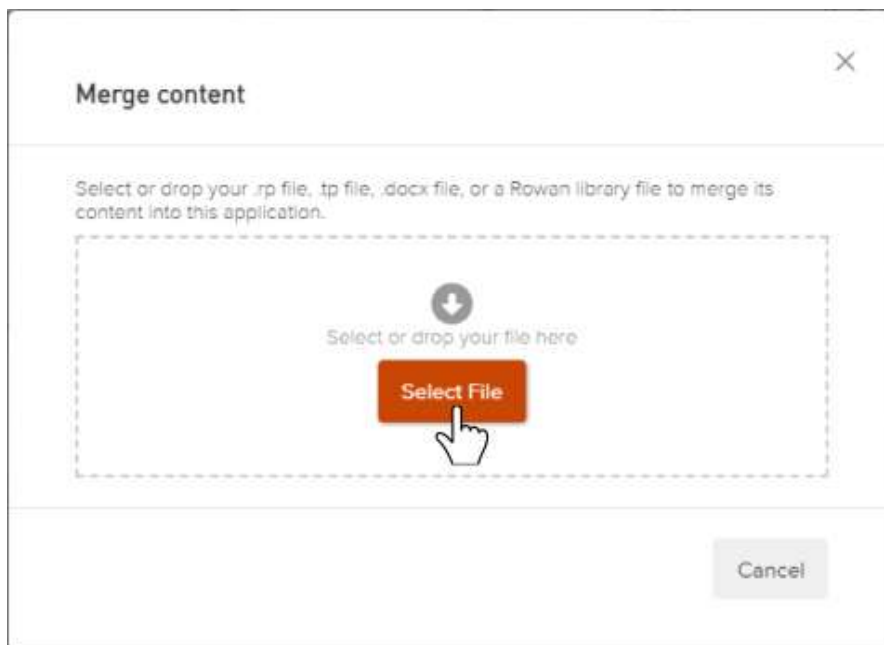 Merge content
Select or drop your .rp file, .tp file, .docx file, or a Rowan library file to merge its
content into this application.
Select or drop your file here
Select File
Cancel